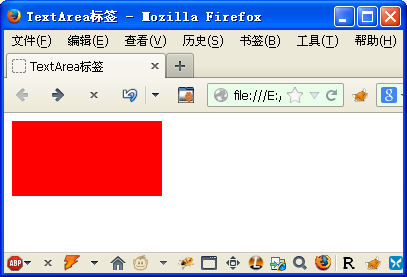 TextArea标签 - Mozilla Firefox
文件(F) 编辑(E) 查看(V) 历史(S) 书签(B) 工具(T) 帮助(H)
TextArea标签
file:///E:/
ABP R